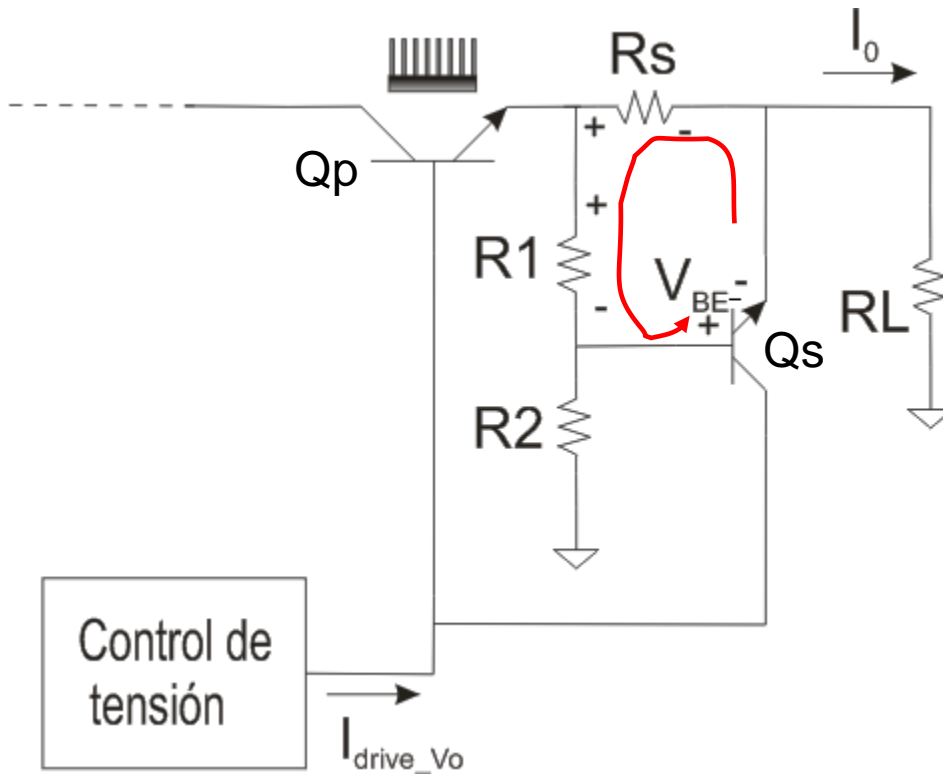 I0
Rs
+ -
Qp
+
R1
-
VBE
-
+
Qs
RL
R2
Control de
tensión
Idrive_Vo